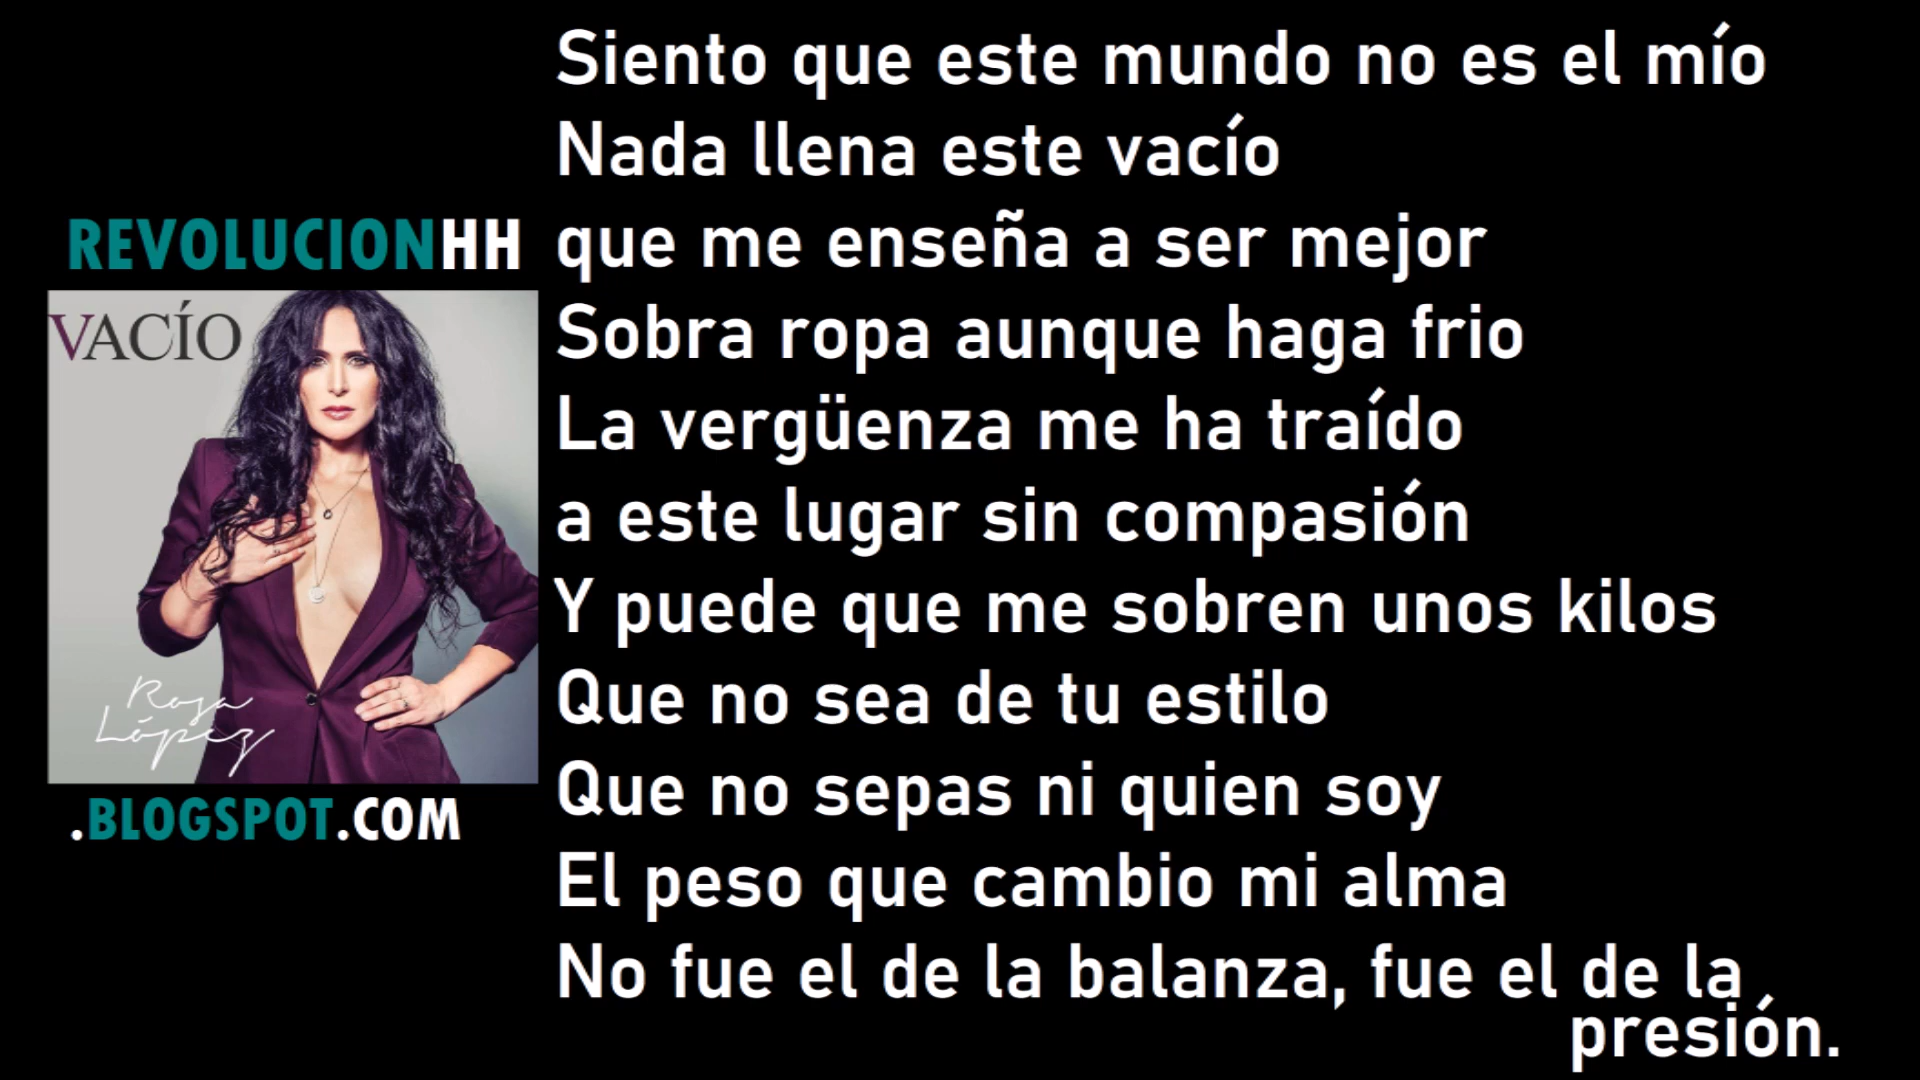 REVOLUCIONHH
VACÍO
Rosa
López
.BLOGSPOT.COM
Siento que este mundo no es el mío
Nada llena este vacío
que me enseña a ser mejor
Sobra ropa aunque haga frio
La vergüenza me ha traído
a este lugar sin compasión
Y puede que me sobren unos kilos
Que no sea de tu estilo
Que no sepas ni quien soy
El peso que cambio mi alma
No fue el de la balanza, fue el de la
presión.